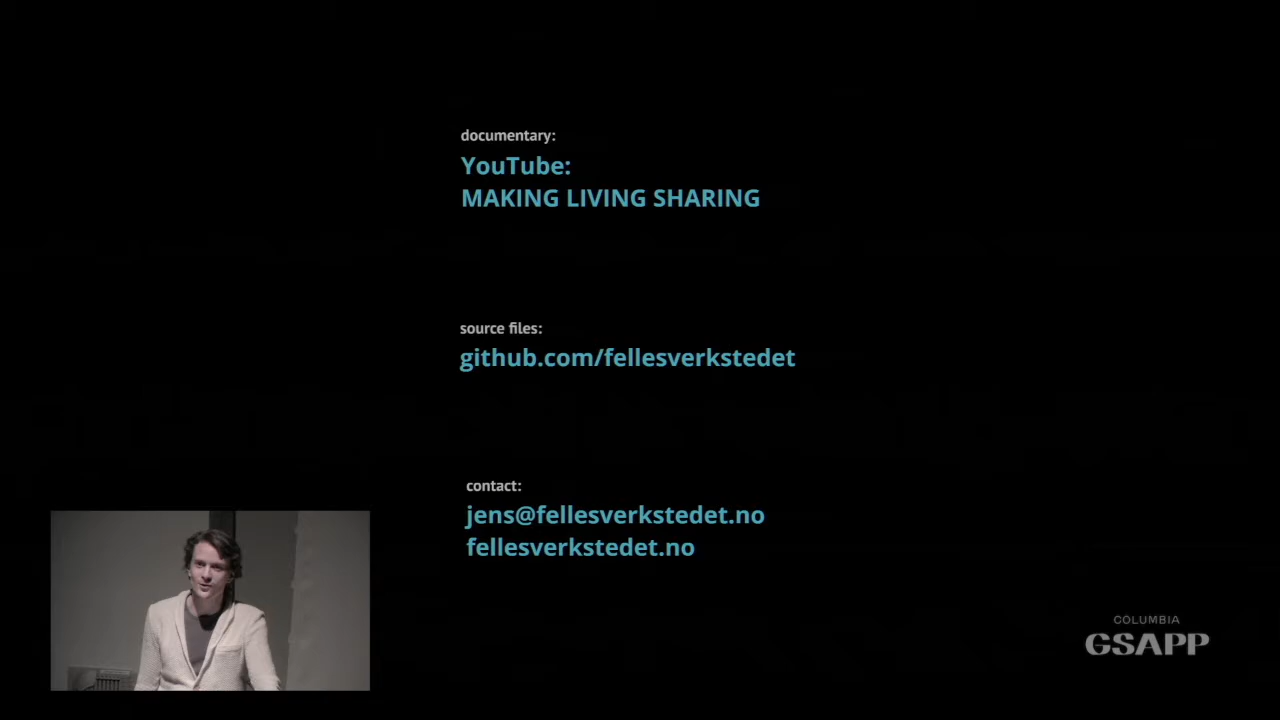 documentary:
YouTube:
MAKING LIVING SHARING
source files:
github.com/fellesverkstedet
contact:
jens@fellesverkstedet.no
fellesverkstedet.no
COLUMBIA
GSAPP